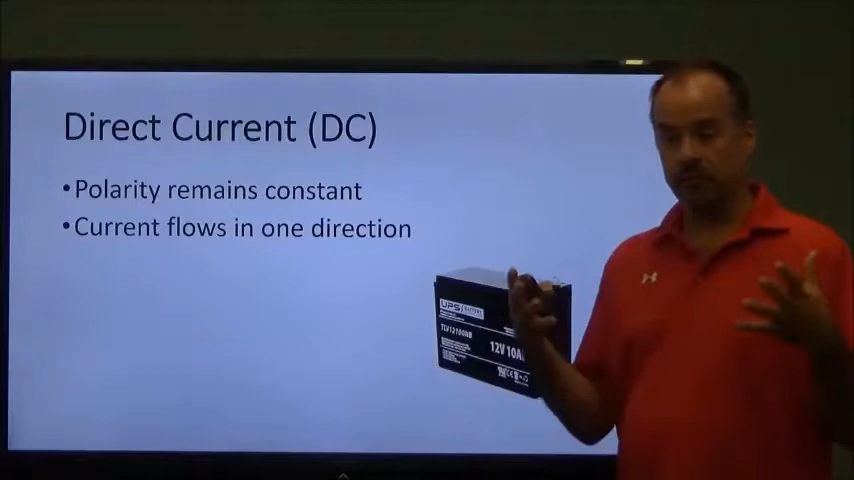 Direct Current (DC)
•Polarity remains constant
•Current flows in one direction
UPS BATTERY
12V 10A